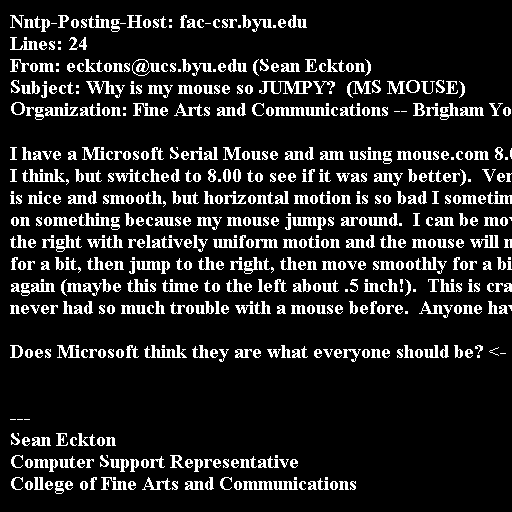 Nntp-Posting-Host: fac-csr.byu.edu
Lines: 24
From: ecktons@ucs.byu.edu (Sean Eckton)
Subject: Why is my mouse so JUMPY?  (MS MOUSE)
Organization: Fine Arts and Communications -- Brigham Yo

I have a Microsoft Serial Mouse and am using mouse.com 8.0
I think, but switched to 8.00 to see if it was any better).  Ver
is nice and smooth, but horizontal motion is so bad I sometim
on something because my mouse jumps around.  I can be mov
the right with relatively uniform motion and the mouse will
for a bit, then jump to the right, then move smoothly for a bi
again (maybe this time to the left about .5 inch!).  This is cra
never had so much trouble with a mouse before.  Anyone hav

Does Microsoft think they are what everyone should be? <-

---
Sean Eckton
Computer Support Representative
College of Fine Arts and Communications